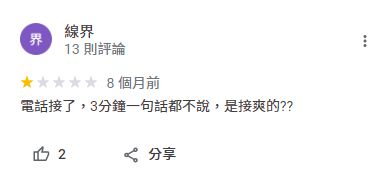 界
線界
13 則評論
8 個月前
電話接了，3分鐘一句話都不說，是接爽的??
2
分享